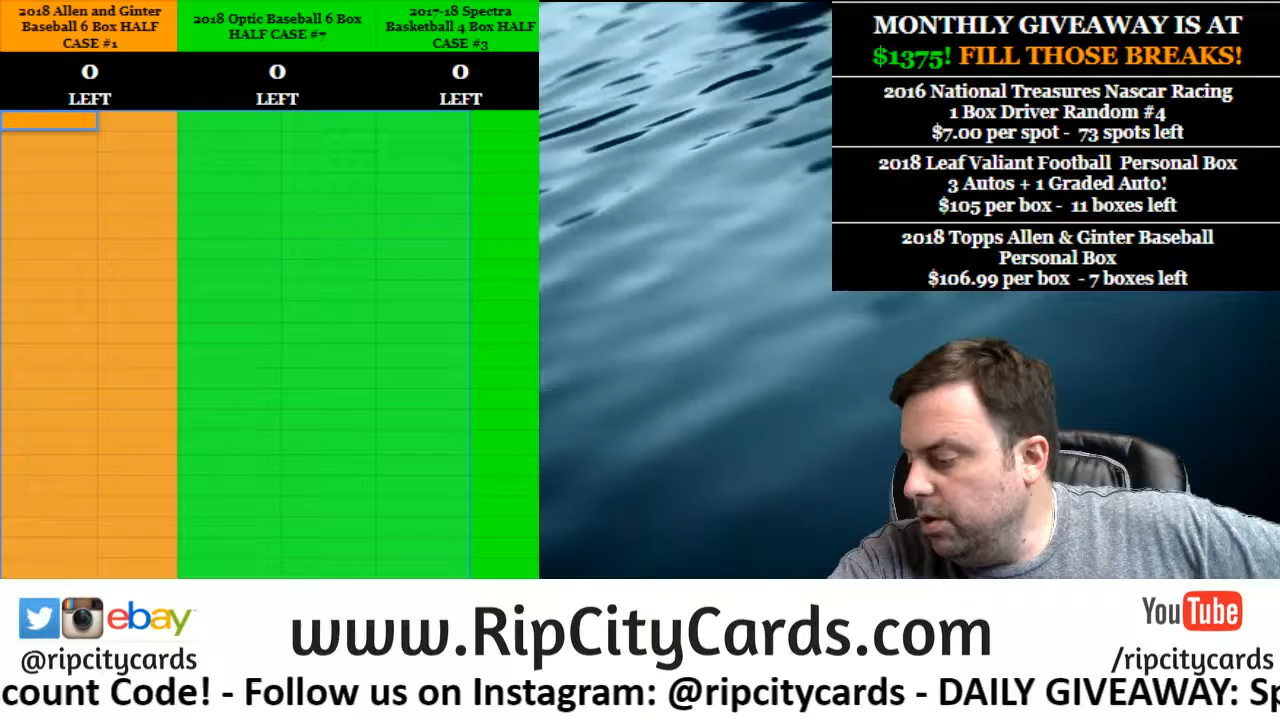 2018 Allen and Ginter
Baseball 6 Box HALF
CASE #1
2018 Optic Baseball 6 Box
HALF CASE #7
2017-18 Spectra
Basketball 4 Box HALF
CASE #3
0
LEFT
0
LEFT
0
LEFT
MONTHLY GIVEAWAY IS AT
$1375! FILL THOSE BREAKS!
2016 National Treasures Nascar Racing
1 Box Driver Random #4
$7.00 per spot - 73 spots left
2018 Leaf Valiant Football Personal Box
3 Autos + 1 Graded Auto!
$105 per box - 11 boxes left
2018 Topps Allen & Ginter Baseball
Personal Box
$106.99 per box - 7 boxes left
ebay
@ripcitycards
www.RipCityCards.com
YouTube
/ripcitycards
count Code! - Follow us on Instagram: @ripcitycards - DAILY GIVEAWAY: Sp